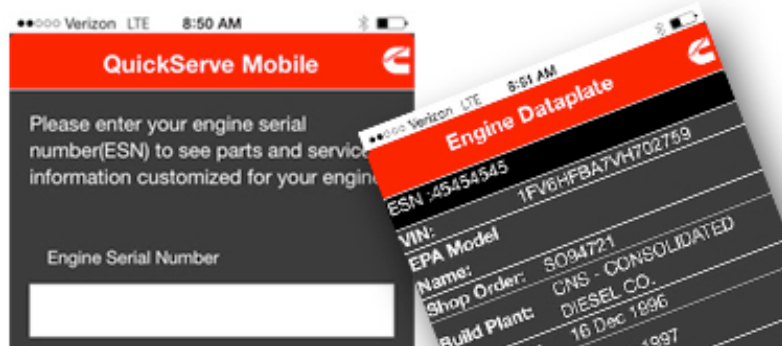 Verizon LTE 8:50 AM
QuickServe Mobile
Please enter your engine serial
number(ESN) to see parts and service
information customized for your engine
Engine Serial Number
Verizon LTE 8:51 AM
Engine Dataplate
ESN :45454545
VIN: 1FV6HFBA7VH702759
EPA Model
Name:
Shop Order: SO94721
Build Plant: CNS - CONSOLIDATED
DIESEL CO.
16 Dec 1996
1997